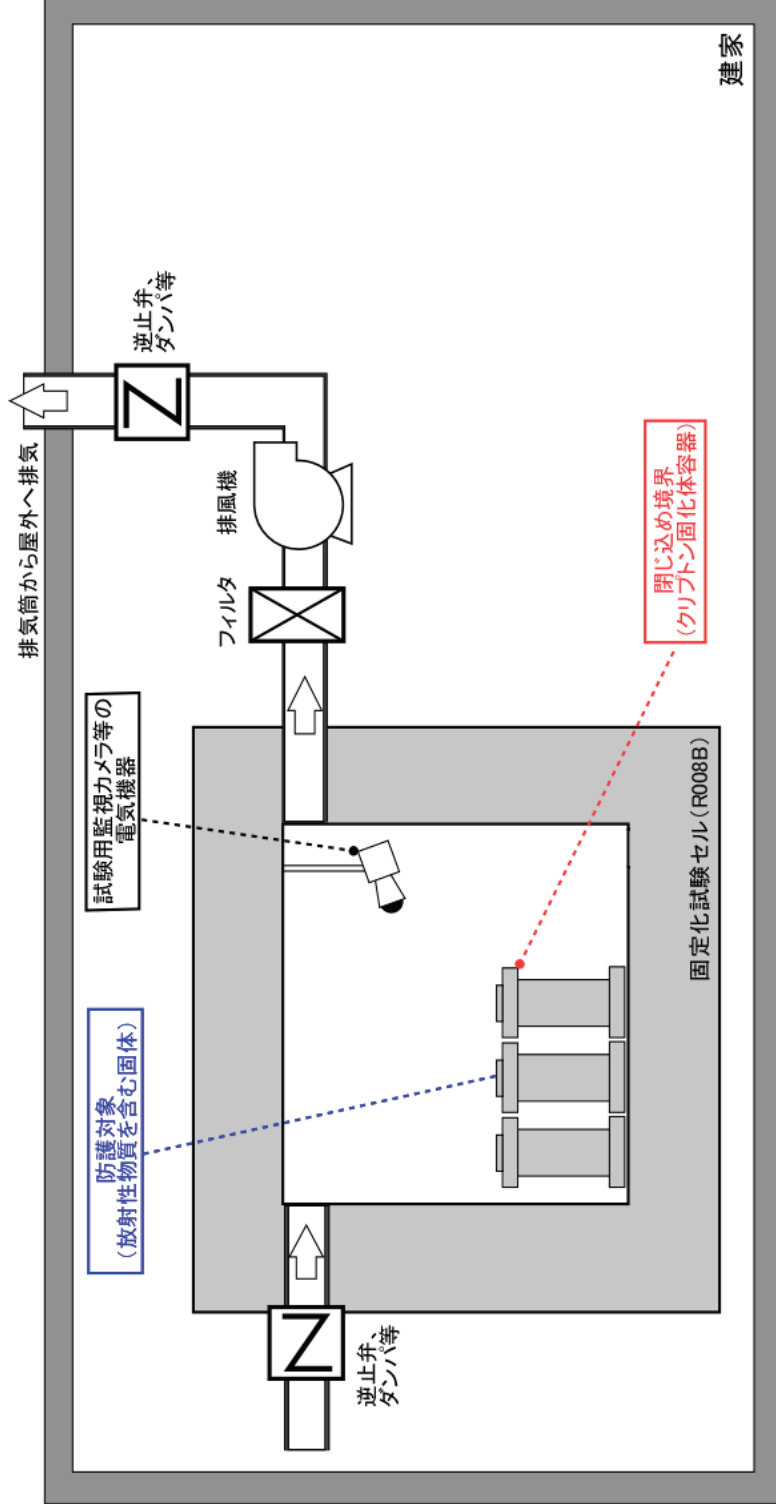 排気筒から屋外へ排気
逆止弁、
ダンパ等
排風機
フィルタ
試験用監視カメラ等の
電気機器
防護対象
(放射性物質を含む固体)
逆止弁、
ダンパ等
閉じ込め境界
(クリプトン固化体容器)
固定化試験セル(R008B)
建家